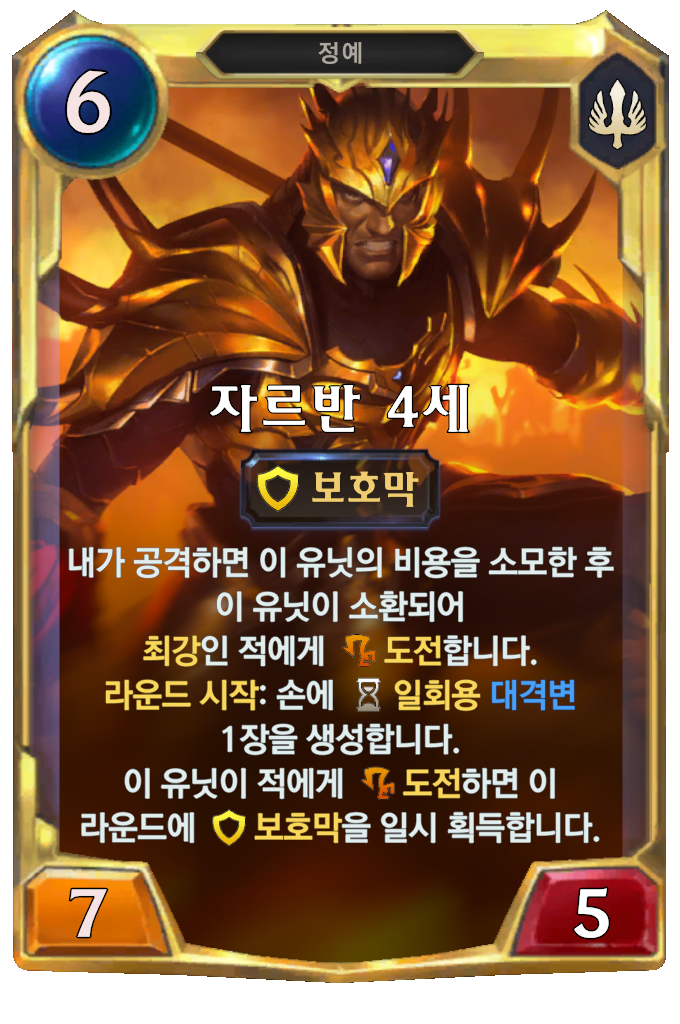 정예
6
자르반 4세
보호막
내가 공격하면 이 유닛의 비용을 소모한 후
이 유닛이 소환되어
최강인 적에게 도전합니다.
라운드 시작: 손에 일회용 대격변
1장을 생성합니다.
이 유닛이 적에게 도전하면 이
라운드에 보호막을 일시 획득합니다.
7
5